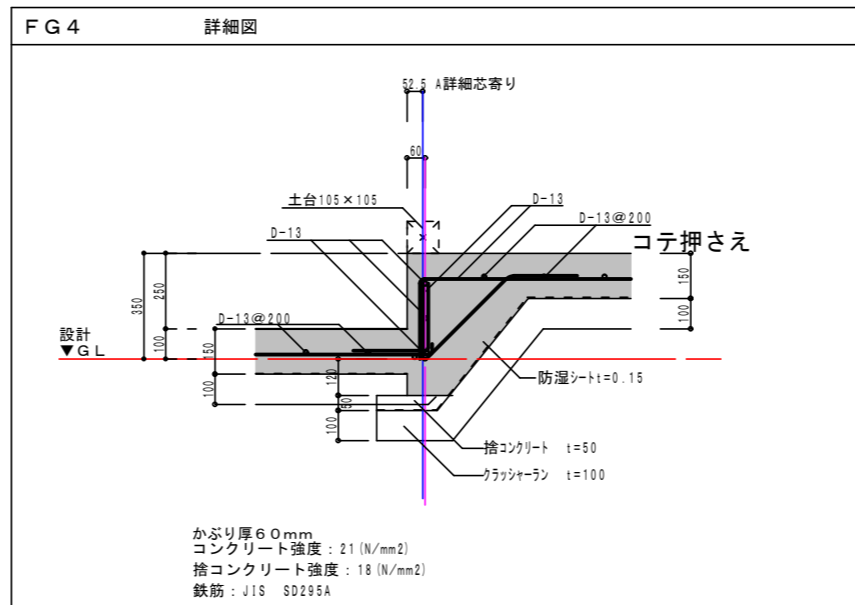 ＦＧ４ 詳細図
52.5 A詳細芯寄り
60
土台105×105
D-13
D-13
D-13@200
コテ押さえ
350
250
100
150
100
D-13@200
設計
▼ＧＬ
150
100
120
50
100
防湿ｼｰﾄt=0.15
捨ｺﾝｸﾘｰﾄ t=50
ｸﾗｯｼｬｰﾗﾝ t=100
かぶり厚６０mm
コンクリート強度：21(N/mm2)
捨コンクリート強度：18(N/mm2)
鉄筋：JIS SD295A